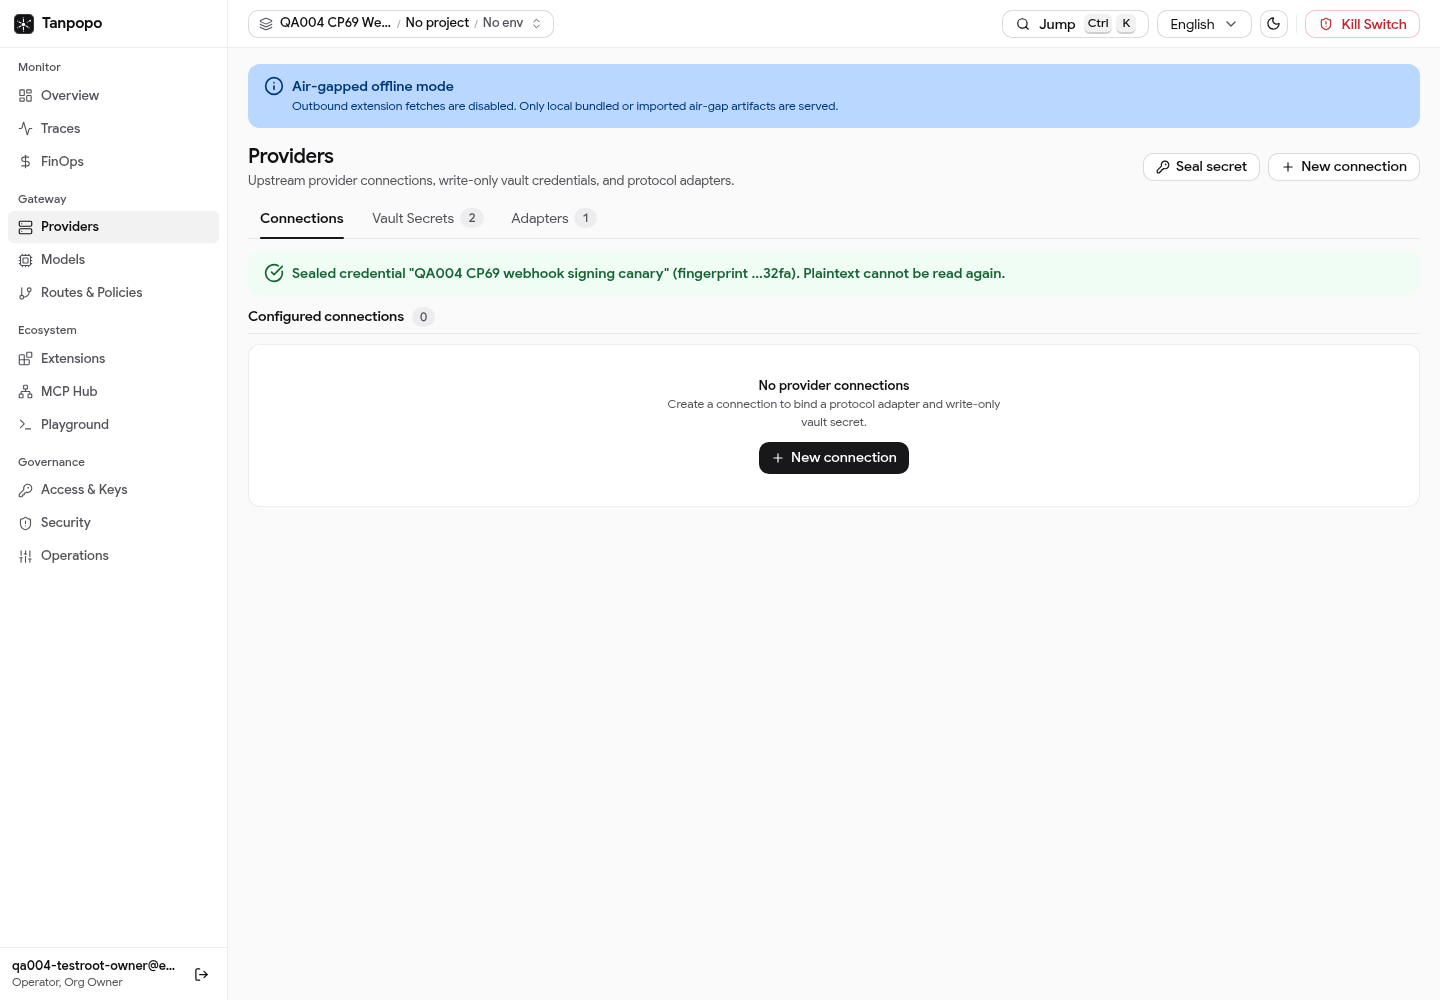 Tanpopo
QA004 CP69 We... / No project / No env
Jump Ctrl K
English
Kill Switch
Monitor
Overview
Traces
FinOps
Gateway
Providers
Models
Routes & Policies
Ecosystem
Extensions
MCP Hub
Playground
Governance
Access & Keys
Security
Operations
qa004-testroot-owner@e...
Operator, Org Owner
Air-gapped offline mode
Outbound extension fetches are disabled. Only local bundled or imported air-gap artifacts are served.
Providers
Upstream provider connections, write-only vault credentials, and protocol adapters.
Seal secret
New connection
Connections
Vault Secrets 2
Adapters 1
Sealed credential "QA004 CP69 webhook signing canary" (fingerprint ...32fa). Plaintext cannot be read again.
Configured connections 0
No provider connections
Create a connection to bind a protocol adapter and write-only
vault secret.
New connection